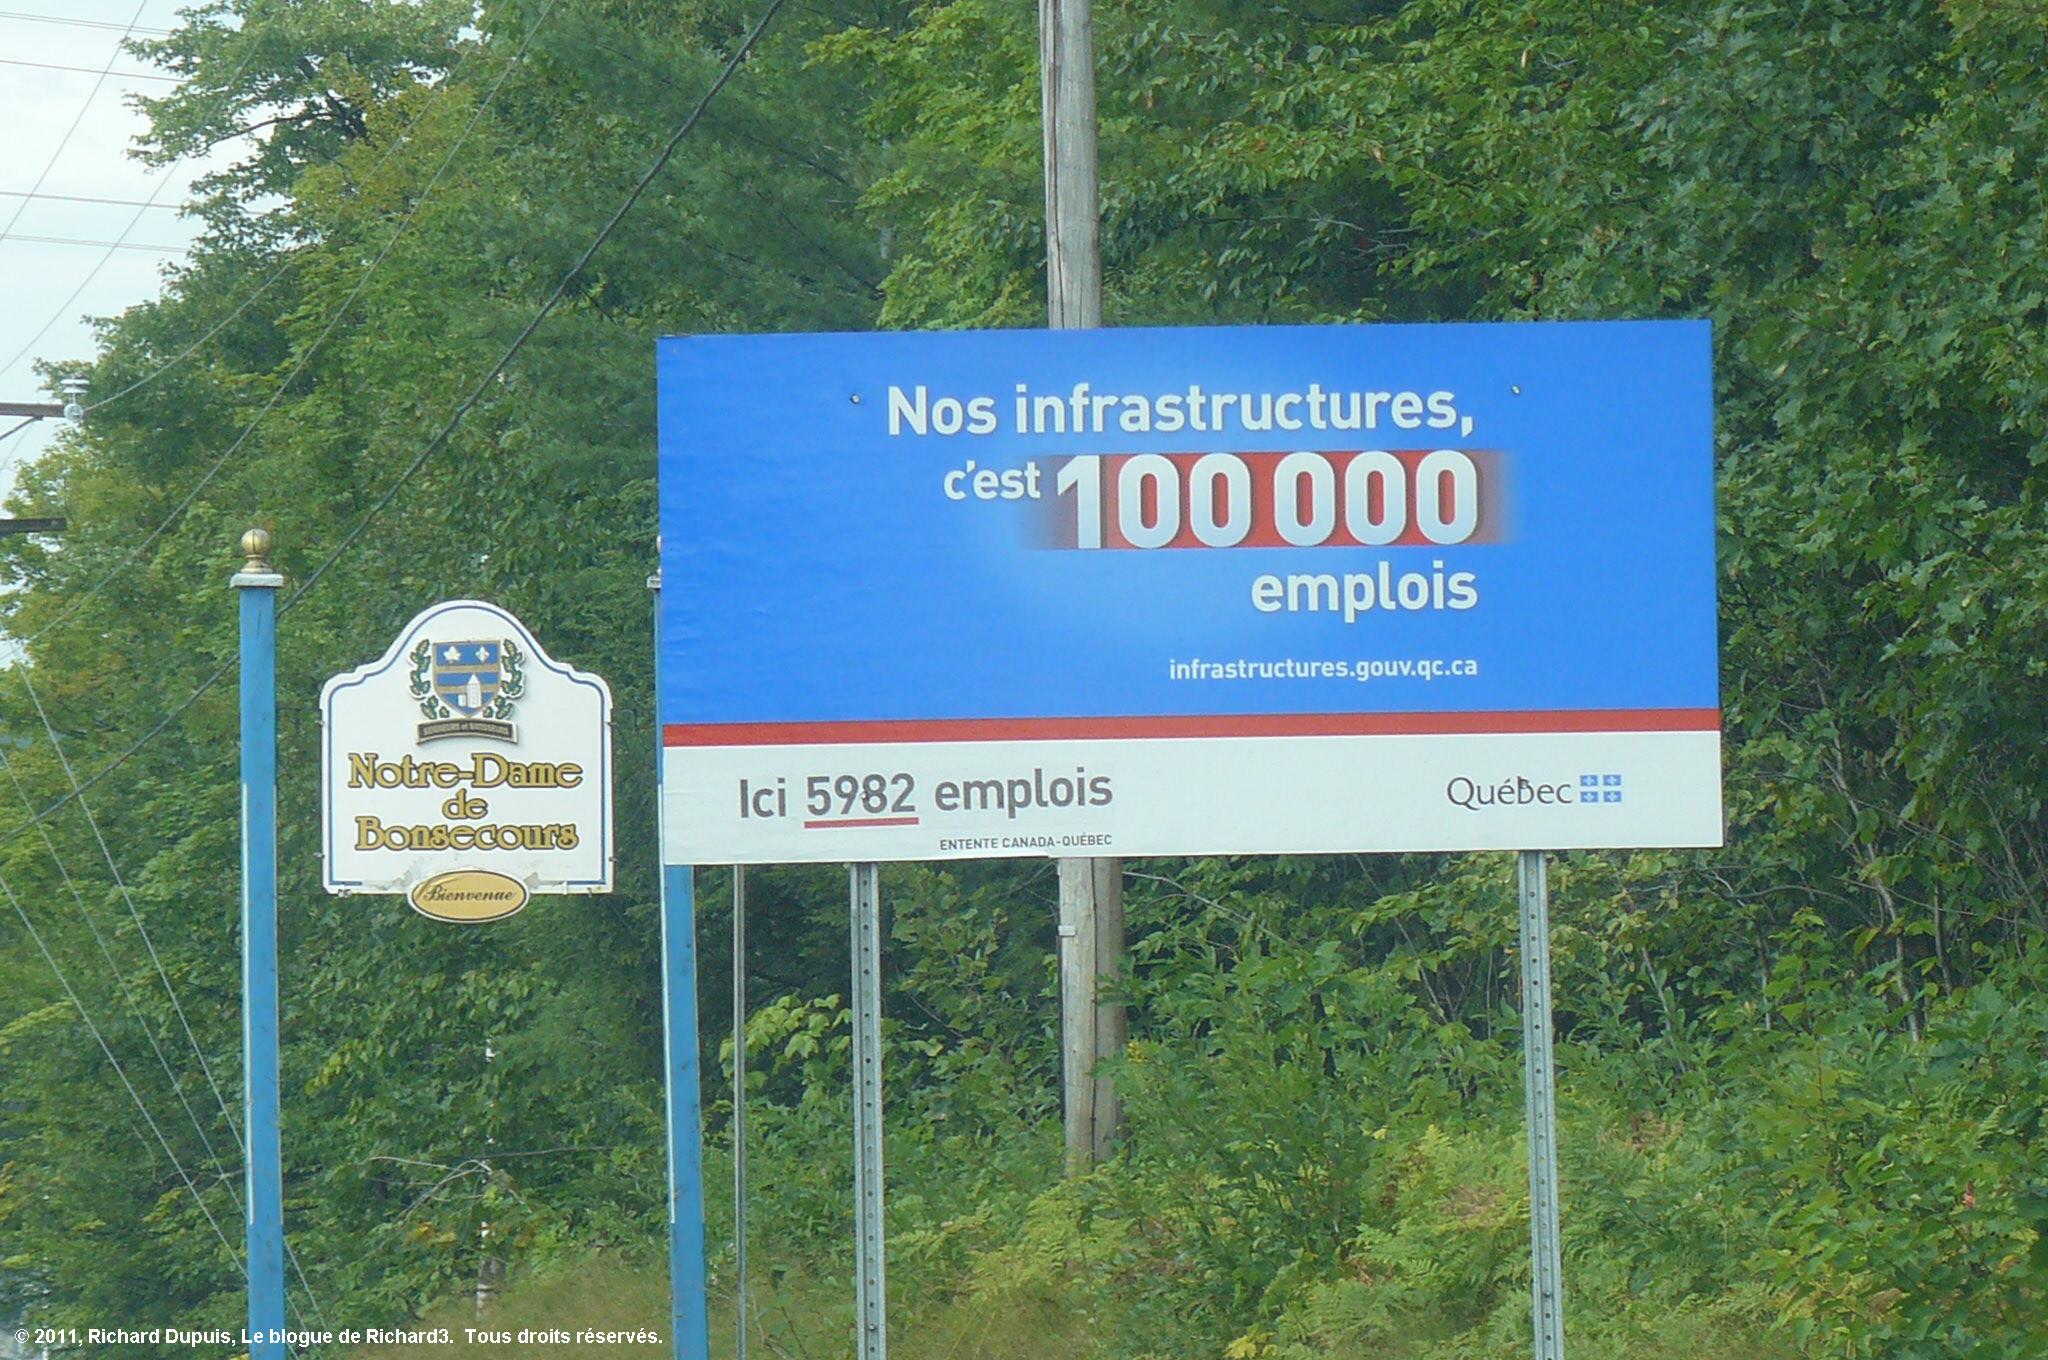 Notre-Dame
de
Bonsecours
Bienvenue
Nos infrastructures,
c'est 100 000
emplois
infrastructures.gouv.qc.ca
Ici 5982 emplois
ENTENTE CANADA-QUÉBEC
Québec
© 2011, Richard Dupuis, Le blogue de Richard3. Tous droits réservés.